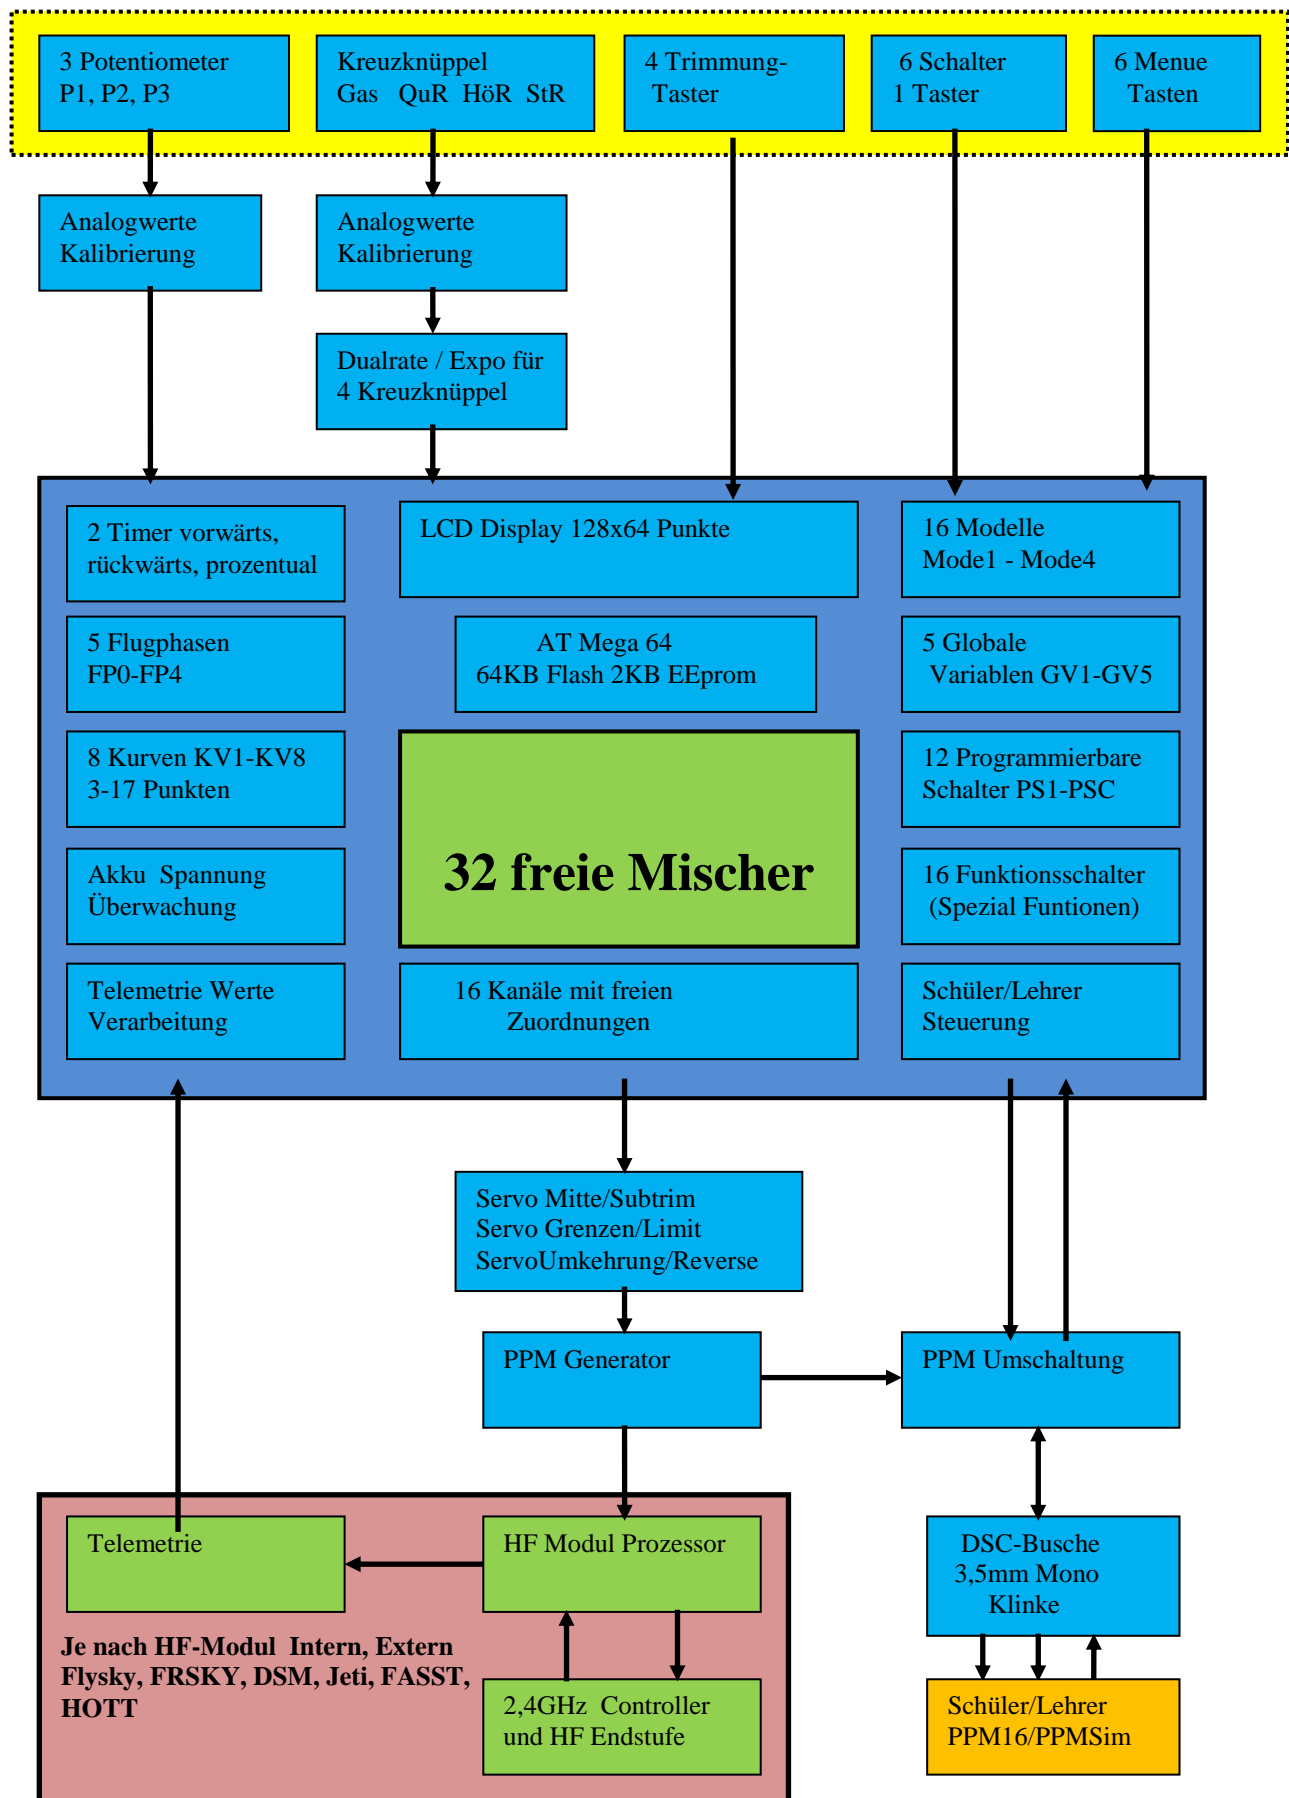 3 Potentiometer
P1, P2, P3
Kreuzknüppel
Gas QuR HöR StR
4 Trimmung-
Taster
6 Schalter
1 Taster
6 Menue
Tasten
Analogwerte
Kalibrierung
Analogwerte
Kalibrierung
Dualrate / Expo für
4 Kreuzknüppel
2 Timer vorwärts,
rückwärts, prozentual
LCD Display 128x64 Punkte
16 Modelle
Mode1 - Mode4
5 Flugphasen
FP0-FP4
AT Mega 64
64KB Flash 2KB EEprom
5 Globale
Variablen GV1-GV5
8 Kurven KV1-KV8
3-17 Punkten
32 freie Mischer
12 Programmierbare
Schalter PS1-PSC
Akku Spannung
Überwachung
16 Funktionsschalter
(Spezial Funtionen)
Telemetrie Werte
Verarbeitung
16 Kanäle mit freien
Zuordnungen
Schüler/Lehrer
Steuerung
Servo Mitte/Subtrim
Servo Grenzen/Limit
ServoUmkehrung/Reverse
PPM Generator
PPM Umschaltung
Telemetrie
HF Modul Prozessor
DSC-Busche
3,5mm Mono
Klinke
Je nach HF-Modul Intern, Extern
Flysky, FRSKY, DSM, Jeti, FASST,
HOTT
2,4GHz Controller
und HF Endstufe
Schüler/Lehrer
PPM16/PPMSim